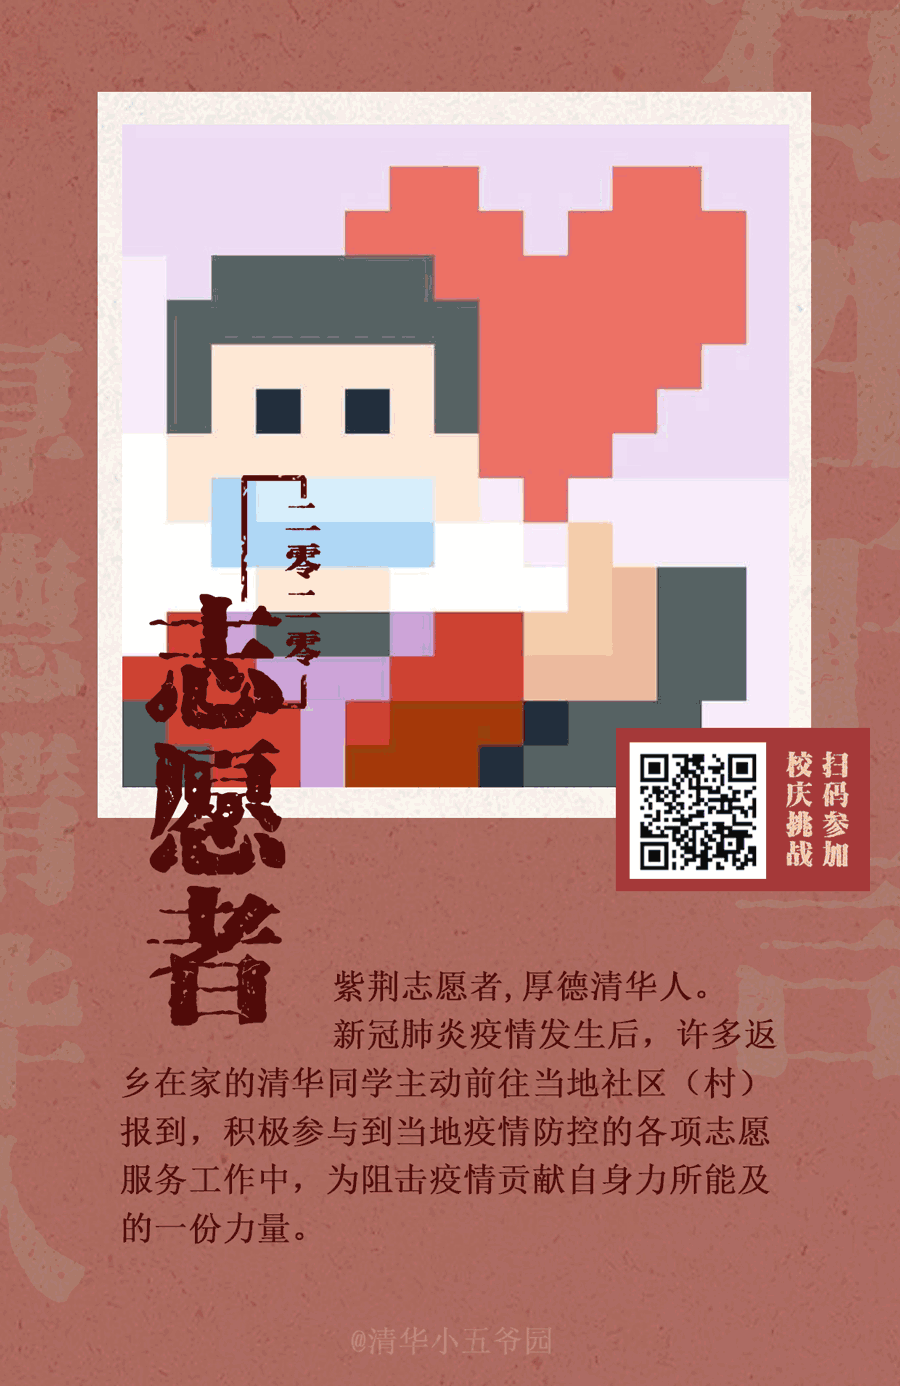 二零二零
志愿者
扫码参加
校庆挑战
紫荆志愿者,厚德清华人。
新冠肺炎疫情发生后，许多返
乡在家的清华同学主动前往当地社区（村）
报到，积极参与到当地疫情防控的各项志愿
服务工作中，为阻击疫情贡献自身力所能及
的一份力量。
@清华小五爷园